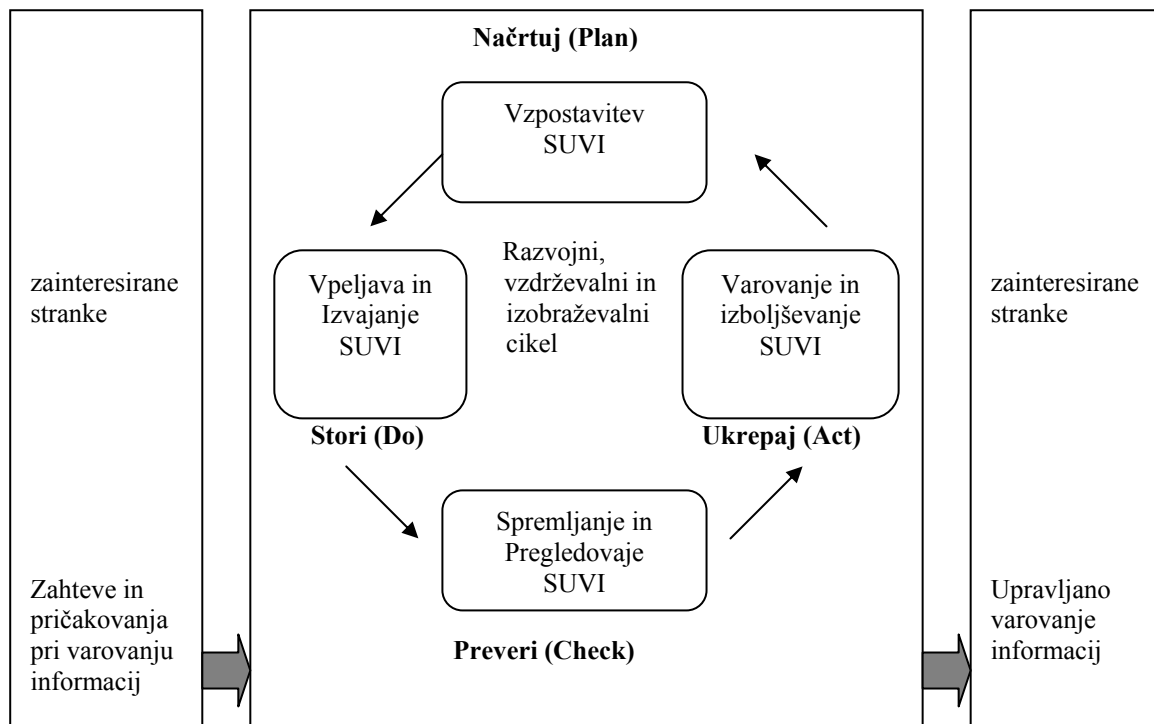 zainteresirane
stranke
Zahteve in
pričakovanja
pri varovanju
informacij
Načrtuj (Plan)
Vzpostavitev
SUVI
Vpeljava in
Izvajanje
SUVI
Stori (Do)
Razvojni,
vzdrževalni in
izobraževalni
cikel
Varovanje in
izboljševanje
SUVI
Ukrepaj (Act)
Spremljanje in
Pregledovaje
SUVI
Preveri (Check)
zainteresirane
stranke
Upravljano
varovanje
informacij